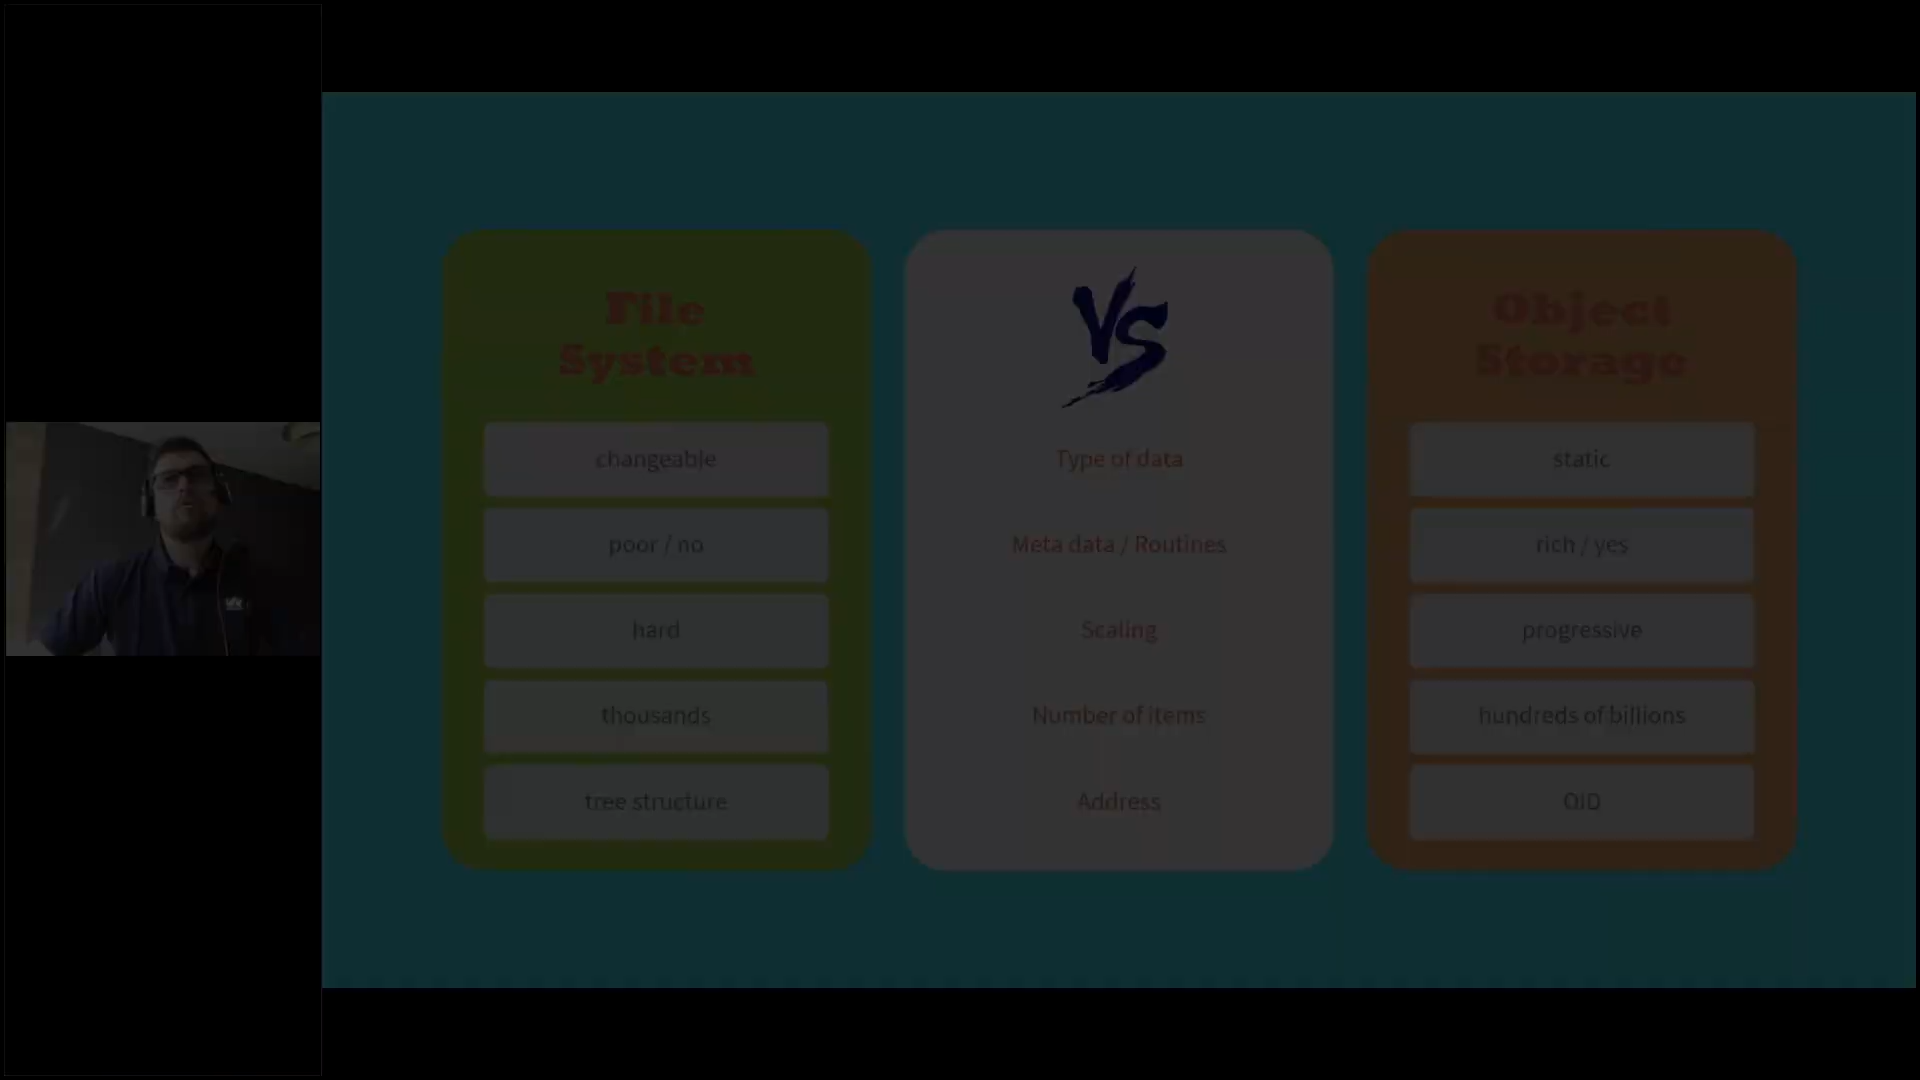 File
System
changeable
poor / no
hard
thousands
tree structure
VS
Type of data
Meta data / Routines
Scaling
Number of items
Address
Object
Storage
static
rich / yes
progressive
hundreds of billions
OID